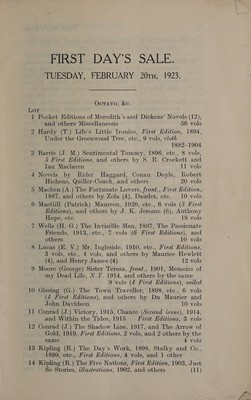 FIRST DAY'S SALE.
TUESDAY, FEBRUARY 20TH, 1923.
OCTAVO, &c.
LOT
1 Pocket Editions of Meredith's and Dickens' Novels (12),
and others Miscellaneous 36 vols
2 Hardy (T) Life's Little Ironies, First Edition, 1894,
Under the Greenwood Tree, etc., 9 vols, cloth
1882-1904
3 Barrie (J. M.) Sentimental Tommy, 1896, etc., 8 vols,
5 First Editions, and others by S. R. Crockett and
Ian Maclaren 11 vols
4 Novels by Rider Haggard, Conan Doyle, Robert
Hichens, Quiller-Couch, and others 26 vols
5 Machen (A) The Fortunate Lovers, front., First Edition,
1887, and others by Zola (4), Daudet, etc. 10 vols
6 MacGill (Patrick) Maureen, 1920, etc., 8 vols (5 First
Editions), and others by J. K. Jerome (6), Anthony
Hope, etc. 18 vols
7 Wells (H. G.) The Invisible Man, 1897, The Passionate
Friends, 1913, etc., 7 vols (6 First Editions), and
others 10 vols
8 Lucas (E. V.) Mr. Ingleside, 1910, etc., First Editions,
3 vols, etc., 4 vols, and others by Maurice Hewlett
(4), and Henry James (4) 12 vols
9 Moore (George) Sister Teresa, front., 1901, Memoirs of
my Dead Life, N.Y. 1914, and others by the same
9 vols (4 First Editions), soiled
10 Gissing (G.) The Town Traveller, 1898, etc., 6 vols
(4 First Editions), and others by Du Maurier and
John Davidson 10 vols
11 Conrad (J.) Victory, 1915, Chance (Second issue), 1914,
and Within the Tides, 1915 First Editions, 3 vols
12 Conrad (J.) The Shadow Line, 1917, and The Arrow of
Gold, 1919, First Editions, 2 vols, and 2 others by the
same 4 vols
13 Kipling (R.) The Day's Work, 1898, Stalky and Co.,
1899, etc., First Editions, 4 vols, and 1 other
14 Kipling (R.) The Five Nations, First Edition, 1903, Just
So Stories, illustrations, 1902, and others (11)